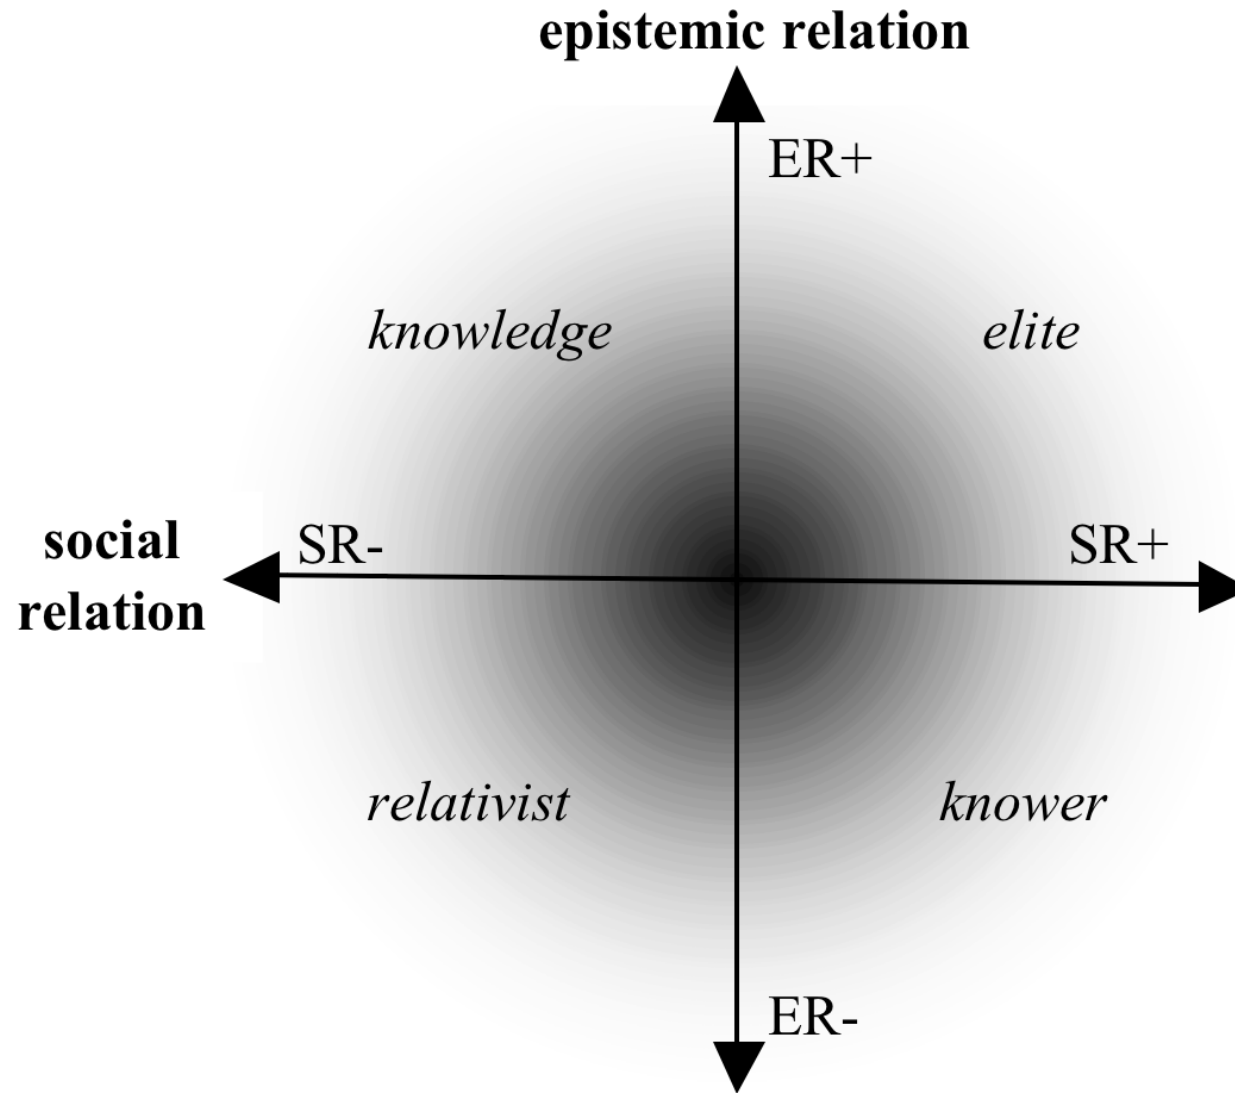 epistemic relation
ER+
knowledge
elite
social
relation
SR-
SR+
relativist
knower
ER-